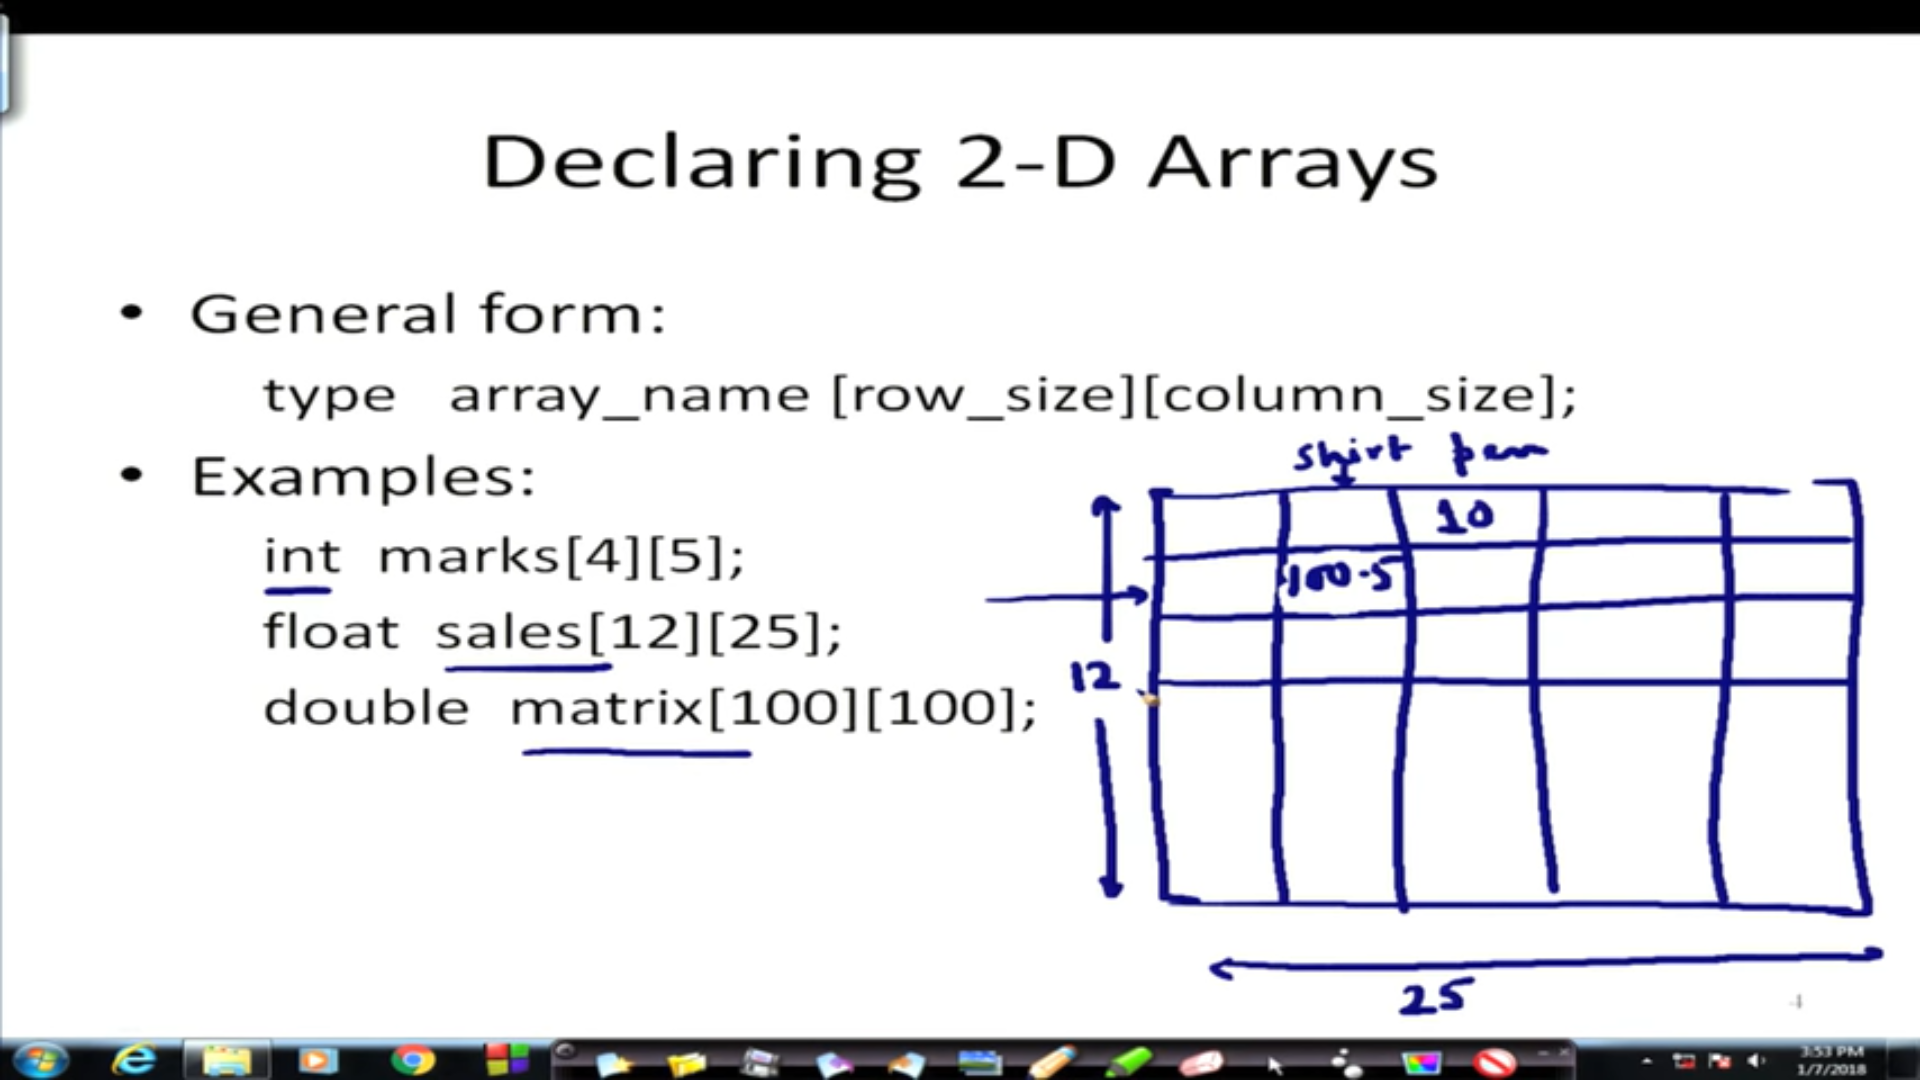 Declaring 2-D Arrays
• General form:
type array_name [row_size][column_size];
• Examples:
int marks[4][5];
float sales[12][25];
double matrix[100][100];
shirt pen
10
100.5
12
25
4
3:53 PM
1/7/2018